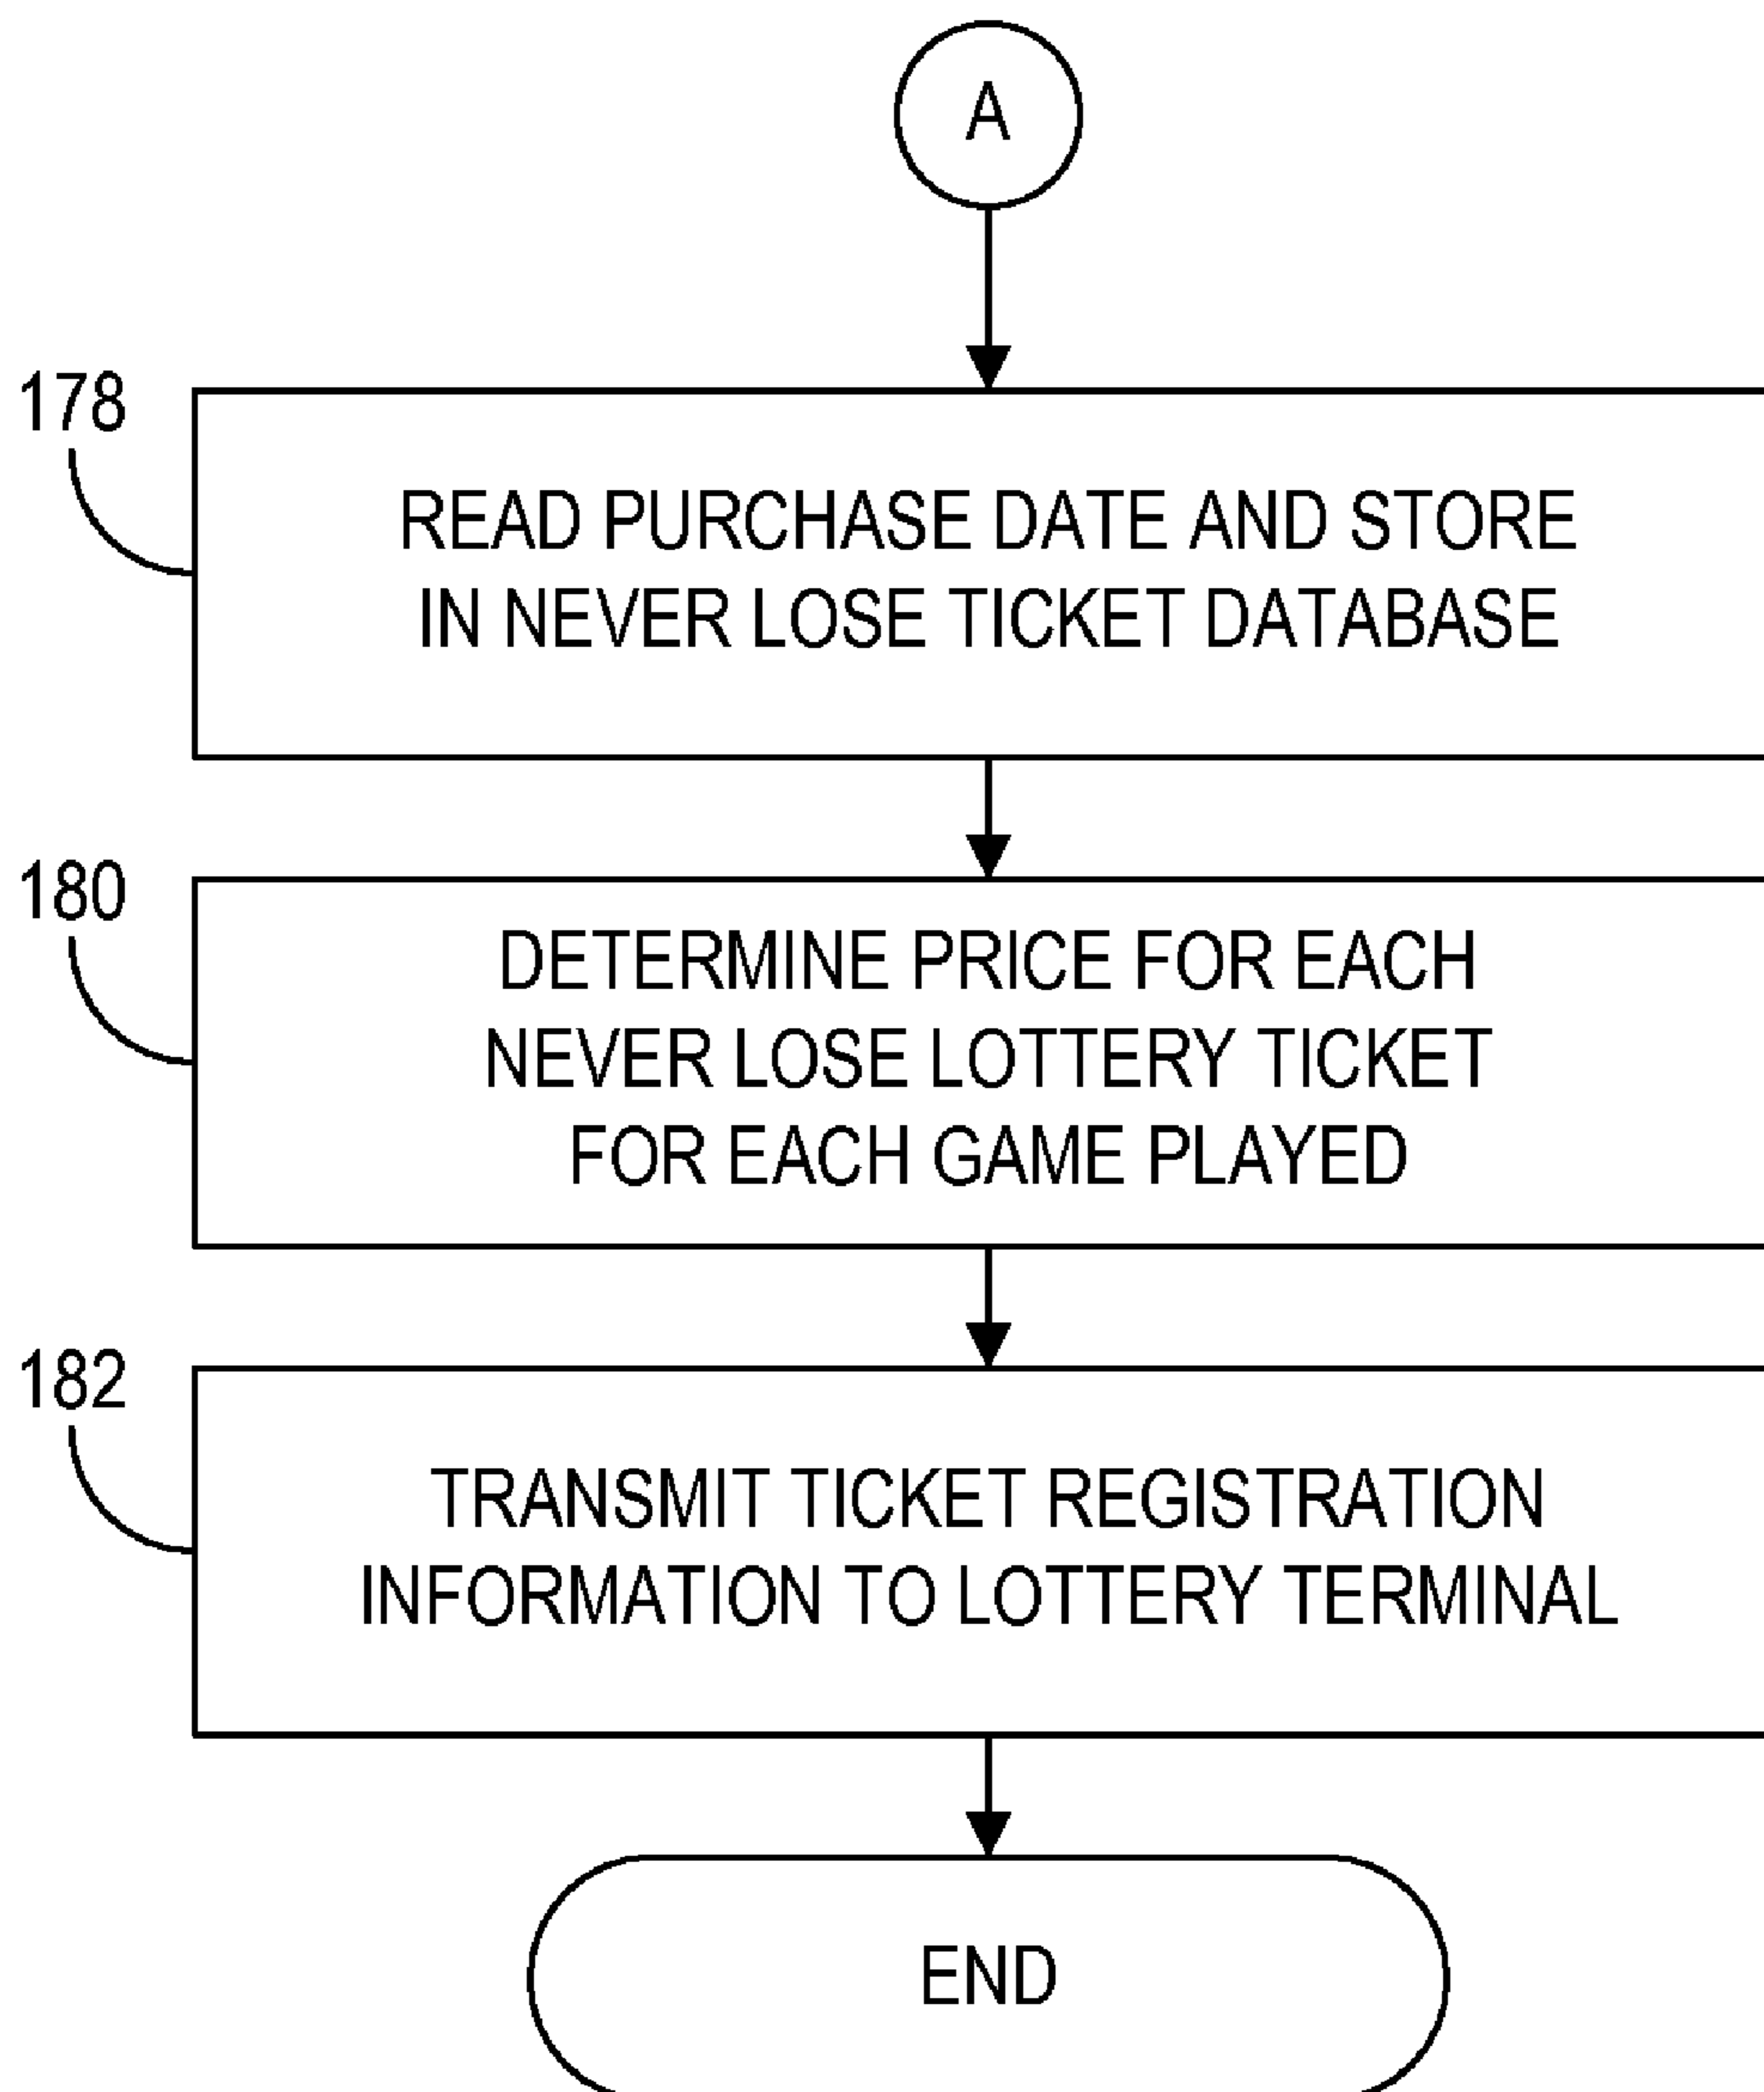 A
178
READ PURCHASE DATE AND STORE
IN NEVER LOSE TICKET DATABASE
180
DETERMINE PRICE FOR EACH
NEVER LOSE LOTTERY TICKET
FOR EACH GAME PLAYED
182
TRANSMIT TICKET REGISTRATION
INFORMATION TO LOTTERY TERMINAL
END